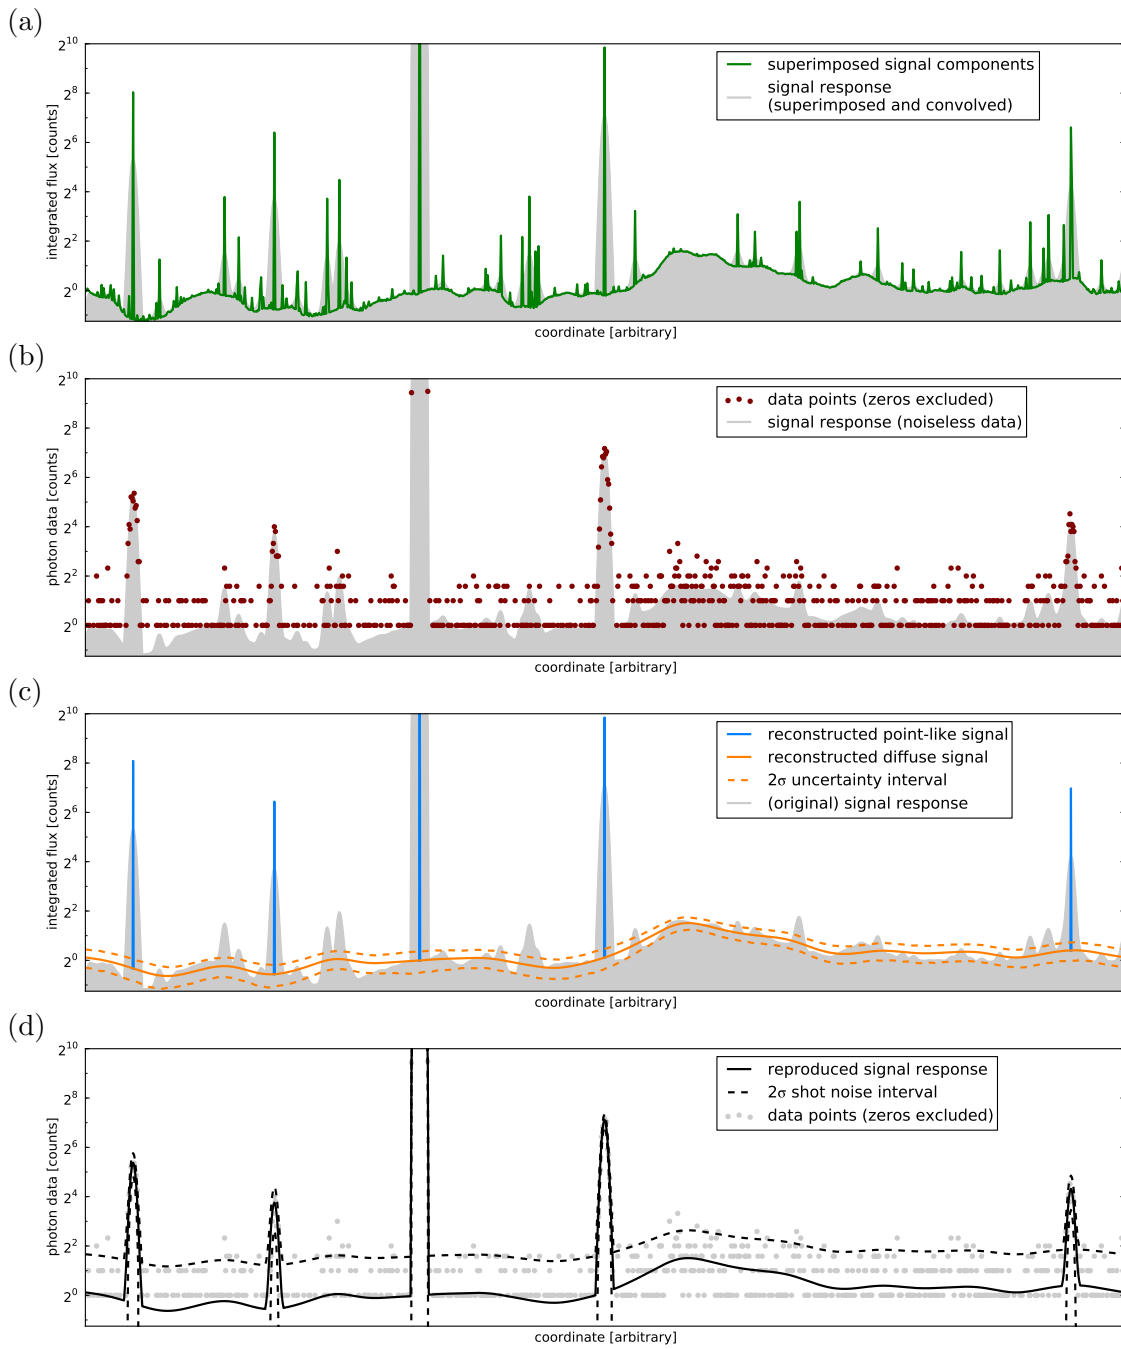 (a)
2^10
2^8
2^6
2^4
2^2
2^0
integrated flux [counts]
superimposed signal components
signal response
(superimposed and convolved)
coordinate [arbitrary]
(b)
2^10
2^8
2^6
2^4
2^2
2^0
photon data [counts]
data points (zeros excluded)
signal response (noiseless data)
coordinate [arbitrary]
(c)
2^10
2^8
2^6
2^4
2^2
2^0
integrated flux [counts]
reconstructed point-like signal
reconstructed diffuse signal
2σ uncertainty interval
(original) signal response
coordinate [arbitrary]
(d)
2^10
2^8
2^6
2^4
2^2
2^0
photon data [counts]
reproduced signal response
2σ shot noise interval
data points (zeros excluded)
coordinate [arbitrary]